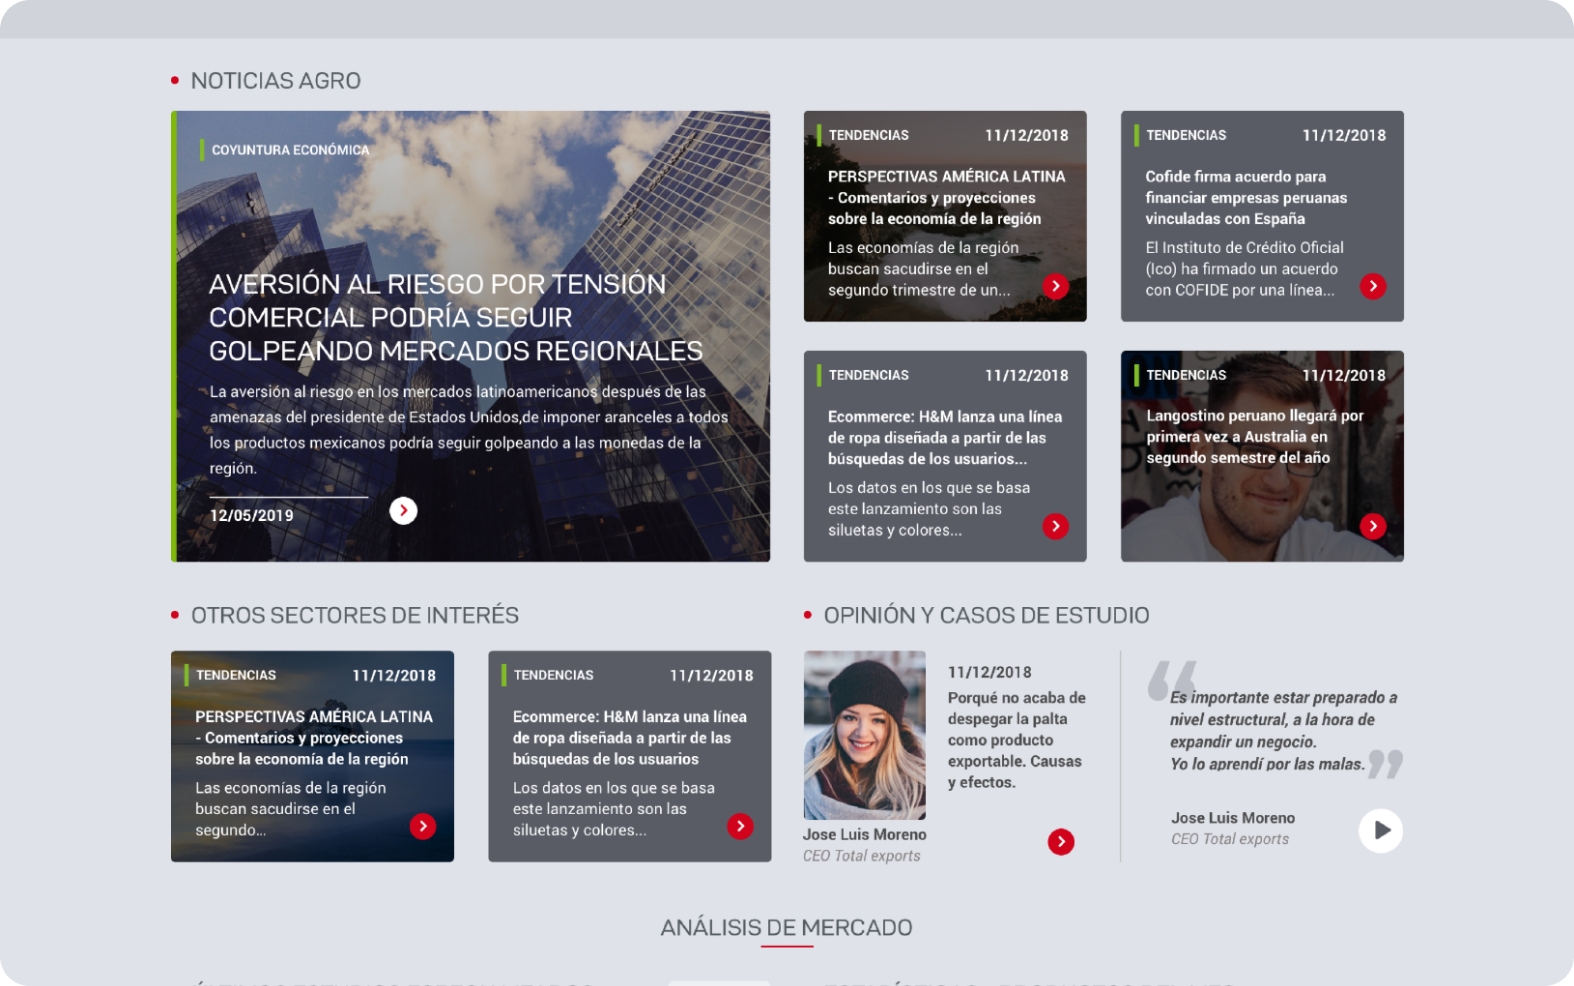 NOTICIAS AGRO
COYUNTURA ECONÓMICA
AVERSIÓN AL RIESGO POR TENSIÓN
COMERCIAL PODRÍA SEGUIR
GOLPEANDO MERCADOS REGIONALES
La aversión al riesgo en los mercados latinoamericanos después de las
amenazas del presidente de Estados Unidos,de imponer aranceles a todos
los productos mexicanos podría seguir golpeando a las monedas de la
región.
12/05/2019
TENDENCIAS 11/12/2018
PERSPECTIVAS AMÉRICA LATINA
- Comentarios y proyecciones
sobre la economía de la región
Las economías de la región
buscan sacudirse en el
segundo trimestre de un...
TENDENCIAS 11/12/2018
Cofide firma acuerdo para
financiar empresas peruanas
vinculadas con España
El Instituto de Crédito Oficial
(Ico) ha firmado un acuerdo
con COFIDE por una línea...
TENDENCIAS 11/12/2018
Ecommerce: H&M lanza una línea
de ropa diseñada a partir de las
búsquedas de los usuarios...
Los datos en los que se basa
este lanzamiento son las
siluetas y colores...
TENDENCIAS 11/12/2018
Langostino peruano llegará por
primera vez a Australia en
segundo semestre del año
OTROS SECTORES DE INTERÉS
TENDENCIAS 11/12/2018
PERSPECTIVAS AMÉRICA LATINA
- Comentarios y proyecciones
sobre la economía de la región
Las economías de la región
buscan sacudirse en el
segundo...
TENDENCIAS 11/12/2018
Ecommerce: H&M lanza una línea
de ropa diseñada a partir de las
búsquedas de los usuarios
Los datos en los que se basa
este lanzamiento son las
siluetas y colores...
OPINIÓN Y CASOS DE ESTUDIO
11/12/2018
Porqué no acaba de
despegar la palta
como producto
exportable. Causas
y efectos.
Jose Luis Moreno
CEO Total exports
“Es importante estar preparado a
nivel estructural, a la hora de
expandir un negocio.
Yo lo aprendí por las malas.”
Jose Luis Moreno
CEO Total exports
ANÁLISIS DE MERCADO